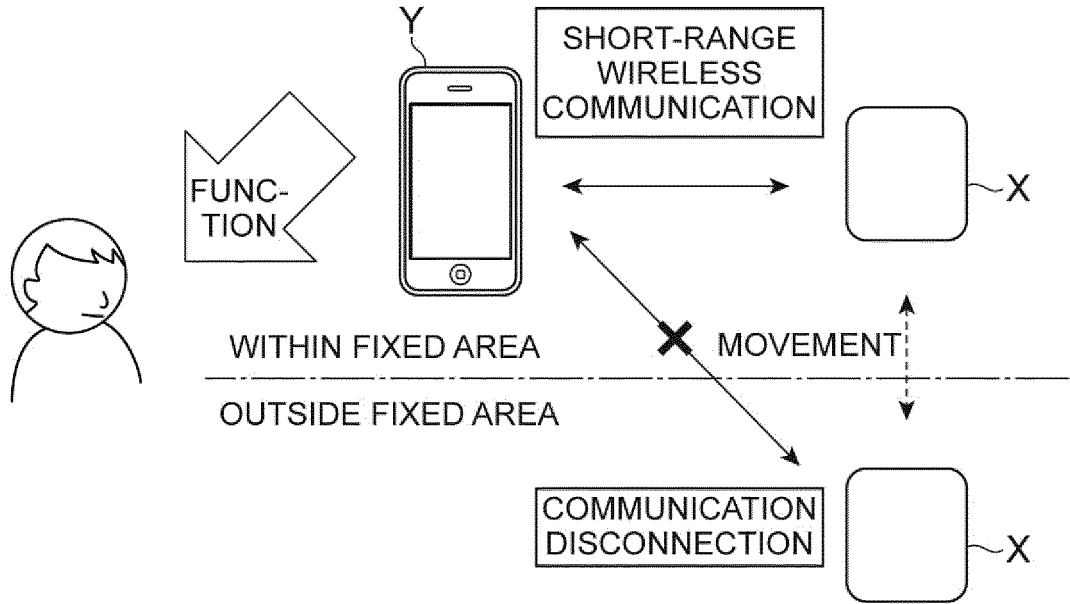 Y
SHORT-RANGE
WIRELESS
COMMUNICATION
FUNC-
TION
X
WITHIN FIXED AREA
MOVEMENT
OUTSIDE FIXED AREA
COMMUNICATION
DISCONNECTION
X